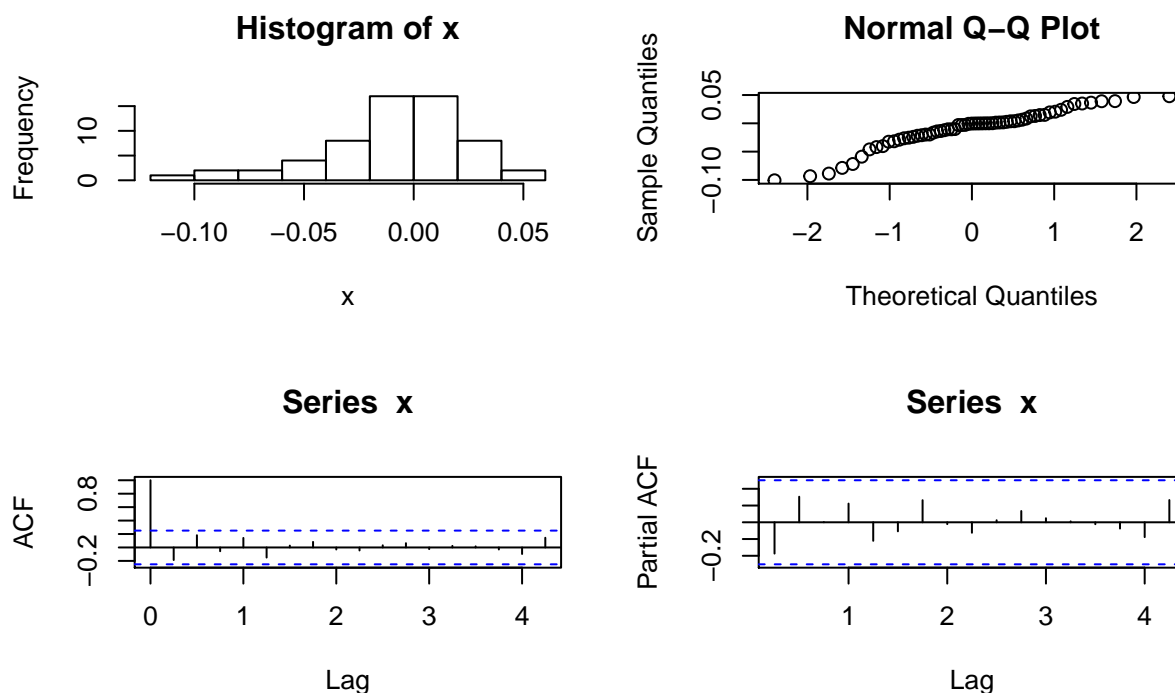 Histogram of x
Frequency
0
10
−0.10
−0.05
0.00
0.05
x
Normal Q−Q Plot
Sample Quantiles
−0.10
0.05
−2
−1
0
1
2
Theoretical Quantiles
Series x
ACF
−0.2
0.8
0
1
2
3
4
Lag
Series x
Partial ACF
−0.2
1
2
3
4
Lag